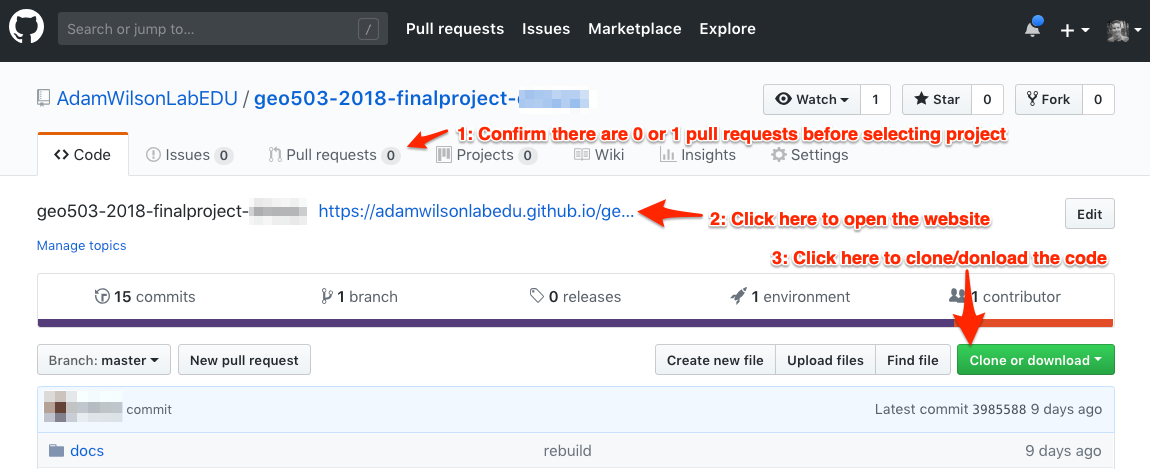 Search or jump to... / Pull requests Issues Marketplace Explore
AdamWilsonLabEDU / geo503-2018-finalproject-
Watch 1 Star 0 Fork 0
1: Confirm there are 0 or 1 pull requests before selecting project
Code Issues 0 Pull requests 0 Projects 0 Wiki Insights Settings
geo503-2018-finalproject- https://adamwilsonlabedu.github.io/ge... Edit
2: Click here to open the website
Manage topics
3: Click here to clone/donload the code
15 commits 1 branch 0 releases 1 environment 1 contributor
Branch: master New pull request Create new file Upload files Find file Clone or download
commit Latest commit 3985588 9 days ago
docs rebuild 9 days ago